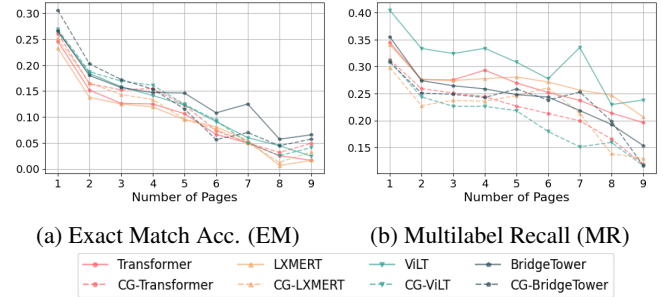 0.30
0.25
0.20
0.15
0.10
0.05
0.00
1 2 3 4 5 6 7 8 9
Number of Pages
0.40
0.35
0.30
0.25
0.20
0.15
1 2 3 4 5 6 7 8 9
Number of Pages
(a) Exact Match Acc. (EM)
(b) Multilabel Recall (MR)
Transformer LXMERT ViLT BridgeTower
CG-Transformer CG-LXMERT CG-ViLT CG-BridgeTower